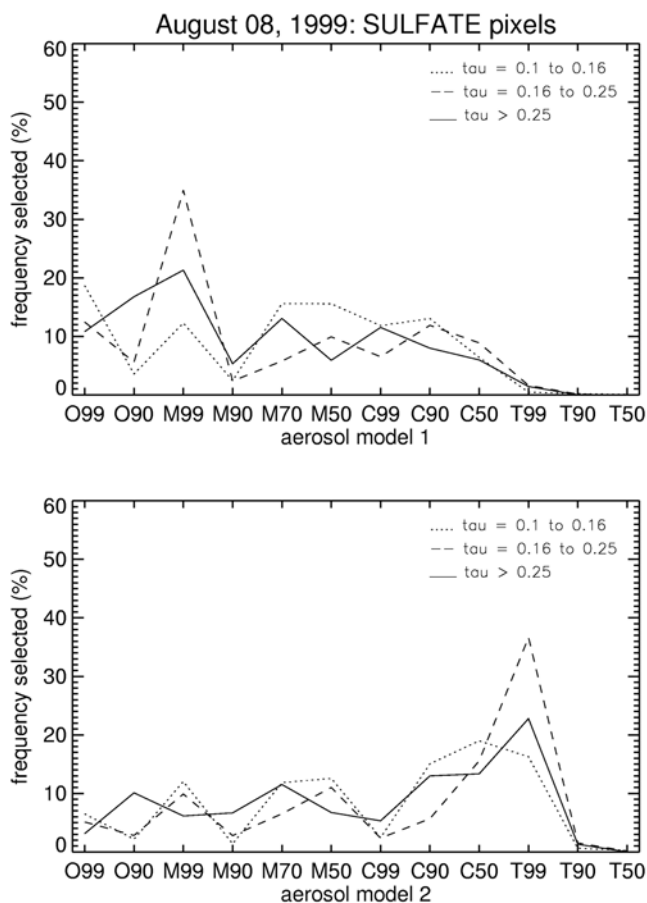 August 08, 1999: SULFATE pixels
60
50
40
30
20
10
0
frequency selected (%)
tau = 0.1 to 0.16
tau = 0.16 to 0.25
tau > 0.25
O99 O90 M99 M90 M70 M50 C99 C90 C50 T99 T90 T50
aerosol model 1
60
50
40
30
20
10
0
frequency selected (%)
tau = 0.1 to 0.16
tau = 0.16 to 0.25
tau > 0.25
O99 O90 M99 M90 M70 M50 C99 C90 C50 T99 T90 T50
aerosol model 2